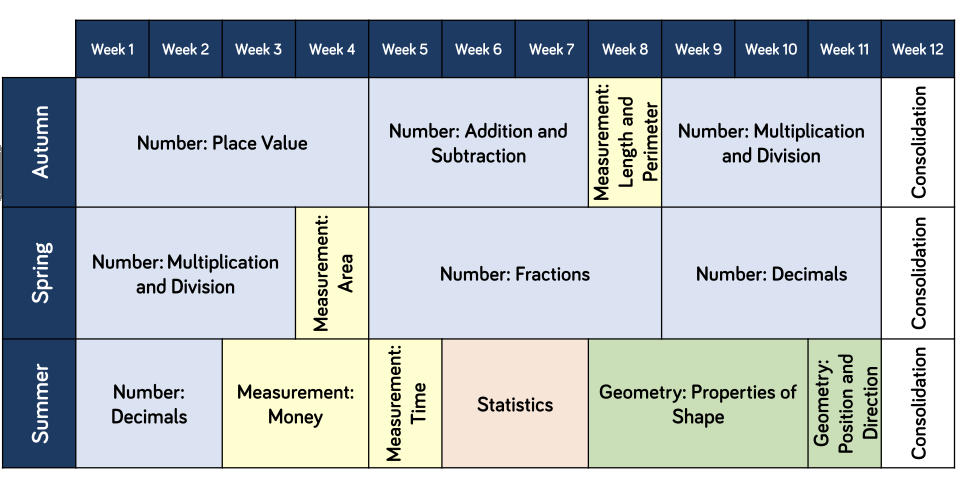 Week 1
Week 2
Week 3
Week 4
Week 5
Week 6
Week 7
Week 8
Week 9
Week 10
Week 11
Week 12
Autumn
Number: Place Value
Number: Addition and
Subtraction
Measurement:
Length and
Perimeter
Number: Multiplication
and Division
Consolidation
Spring
Number: Multiplication
and Division
Measurement:
Area
Number: Fractions
Number: Decimals
Consolidation
Summer
Number:
Decimals
Measurement:
Money
Measurement:
Time
Statistics
Geometry: Properties of
Shape
Geometry:
Position and
Direction
Consolidation